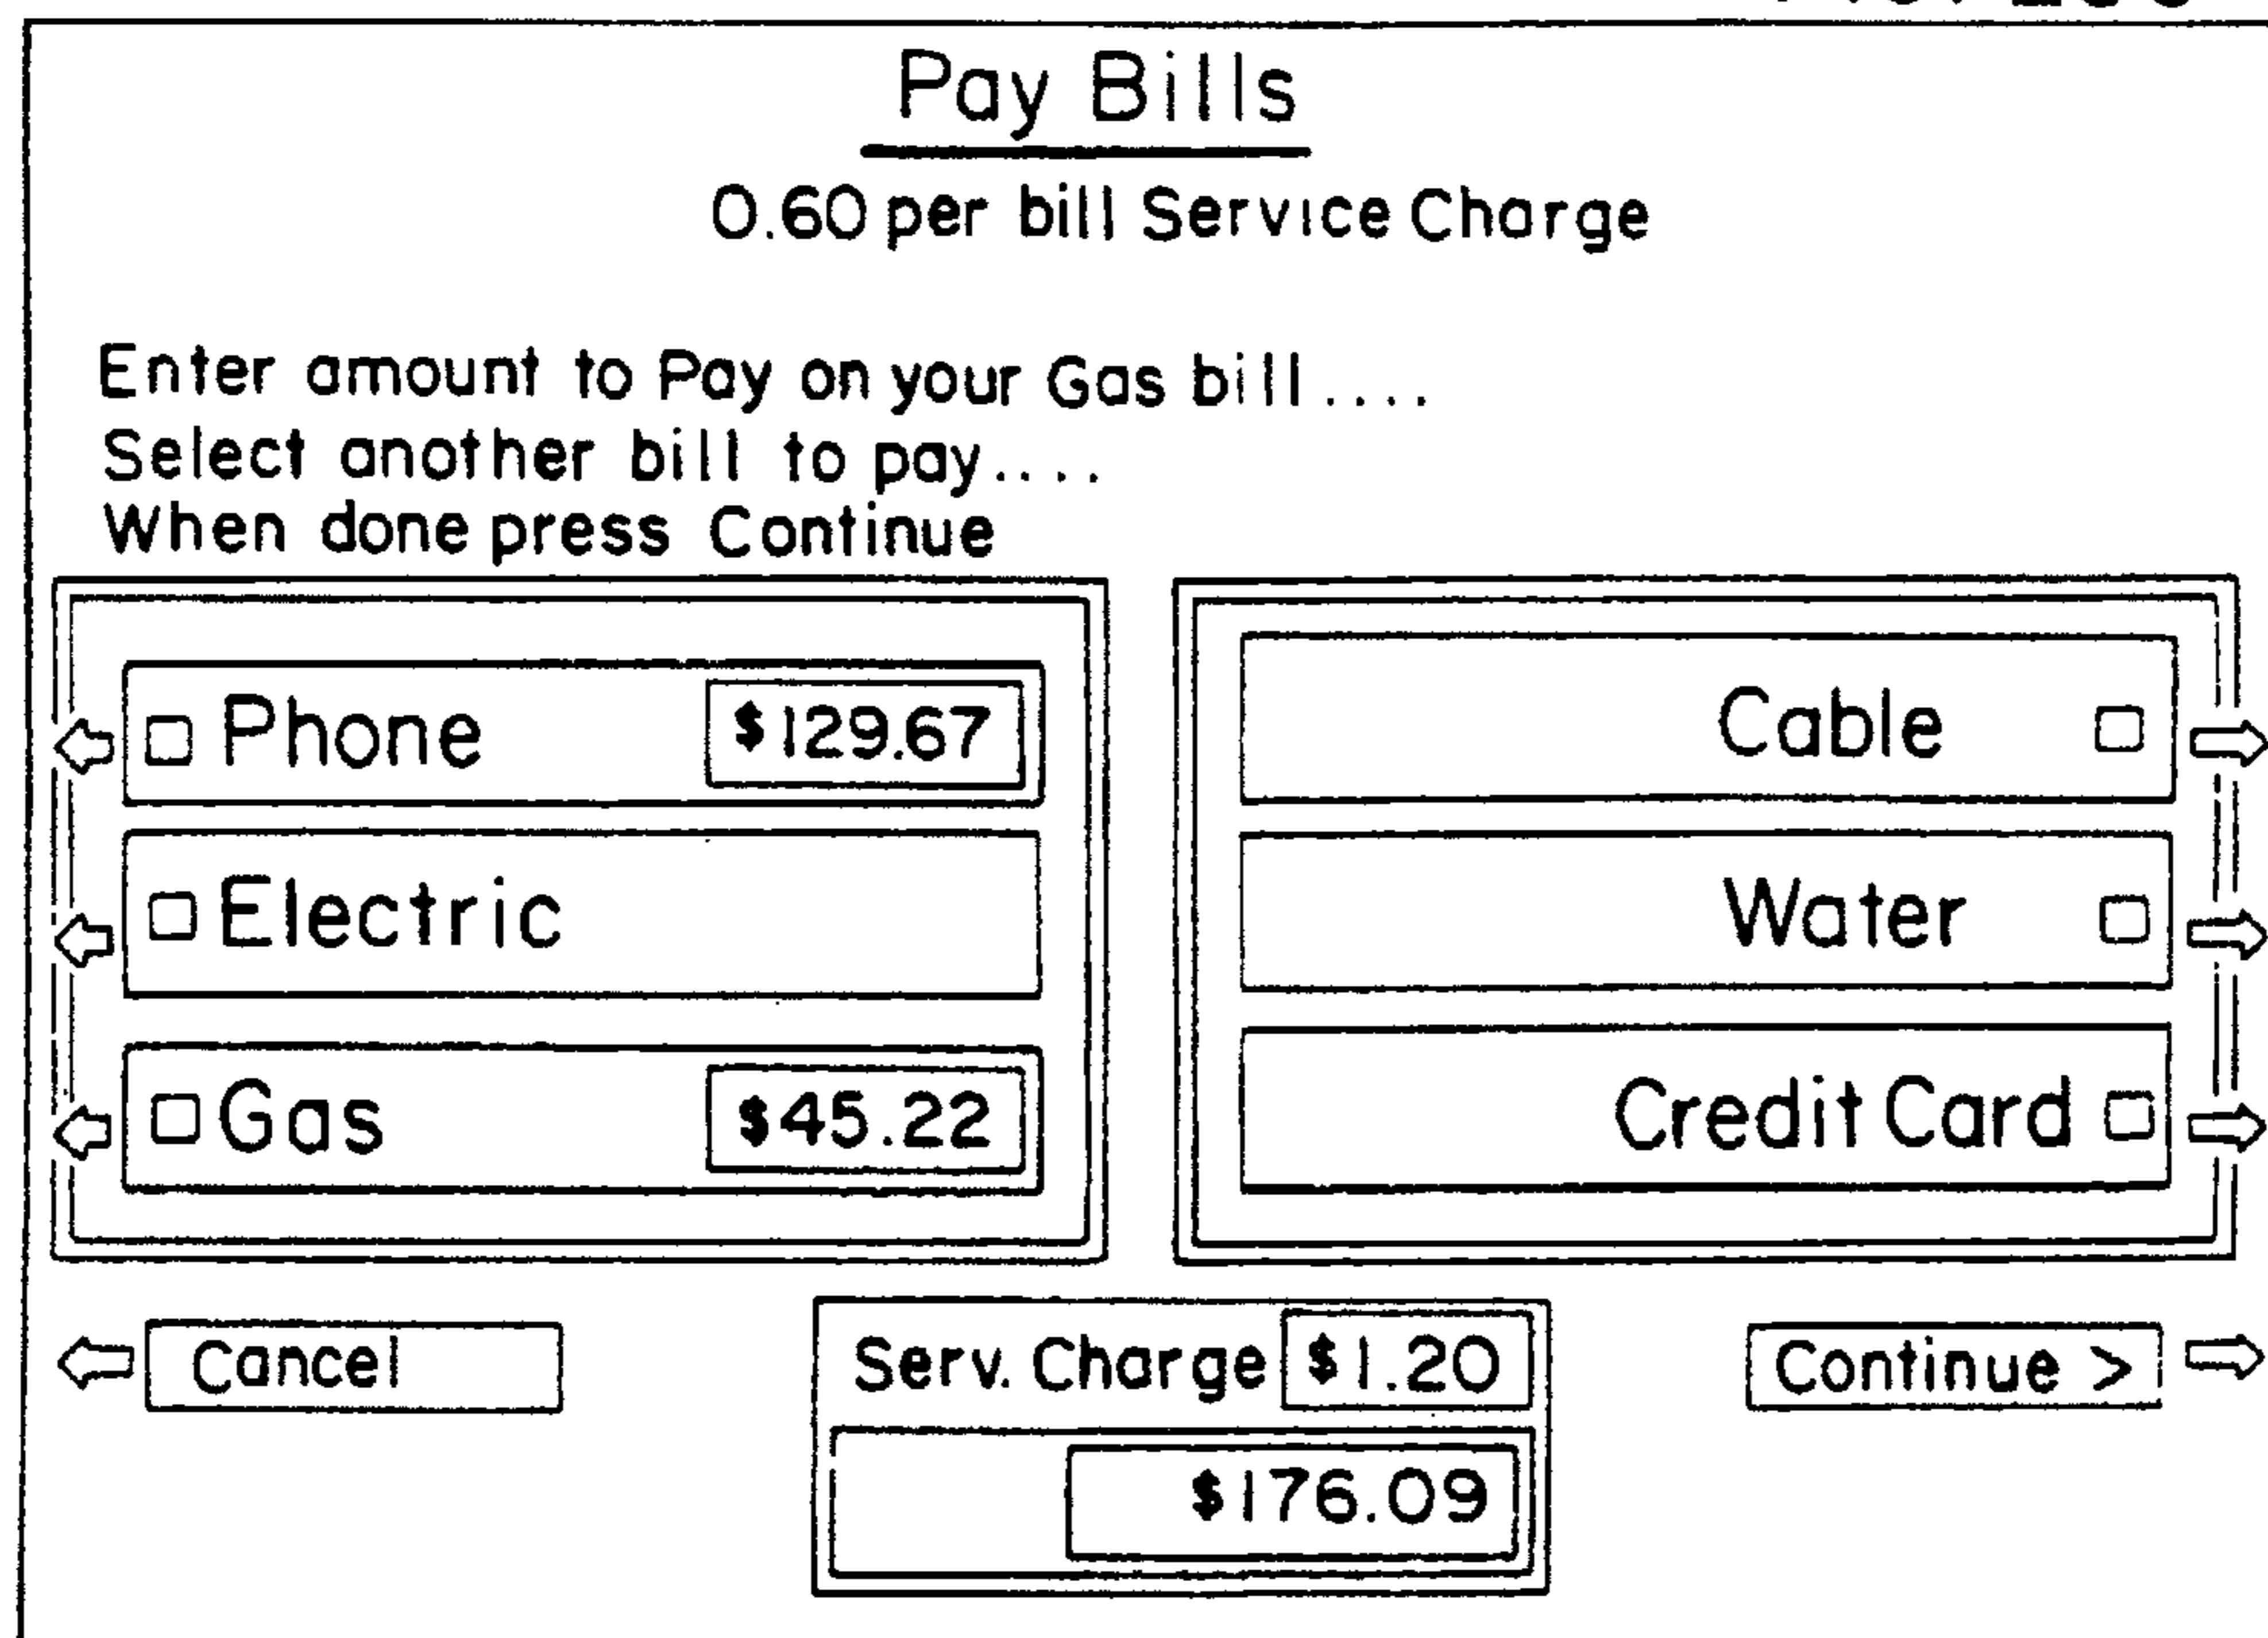 Pay Bills
0.60 per bill Service Charge
Enter amount to Pay on your Gas bill....
Select another bill to pay....
When done press Continue
Phone $129.67
Electric
Gas $45.22
Cable
Water
Credit Card
Cancel
Serv. Charge $1.20
$176.09
Continue >